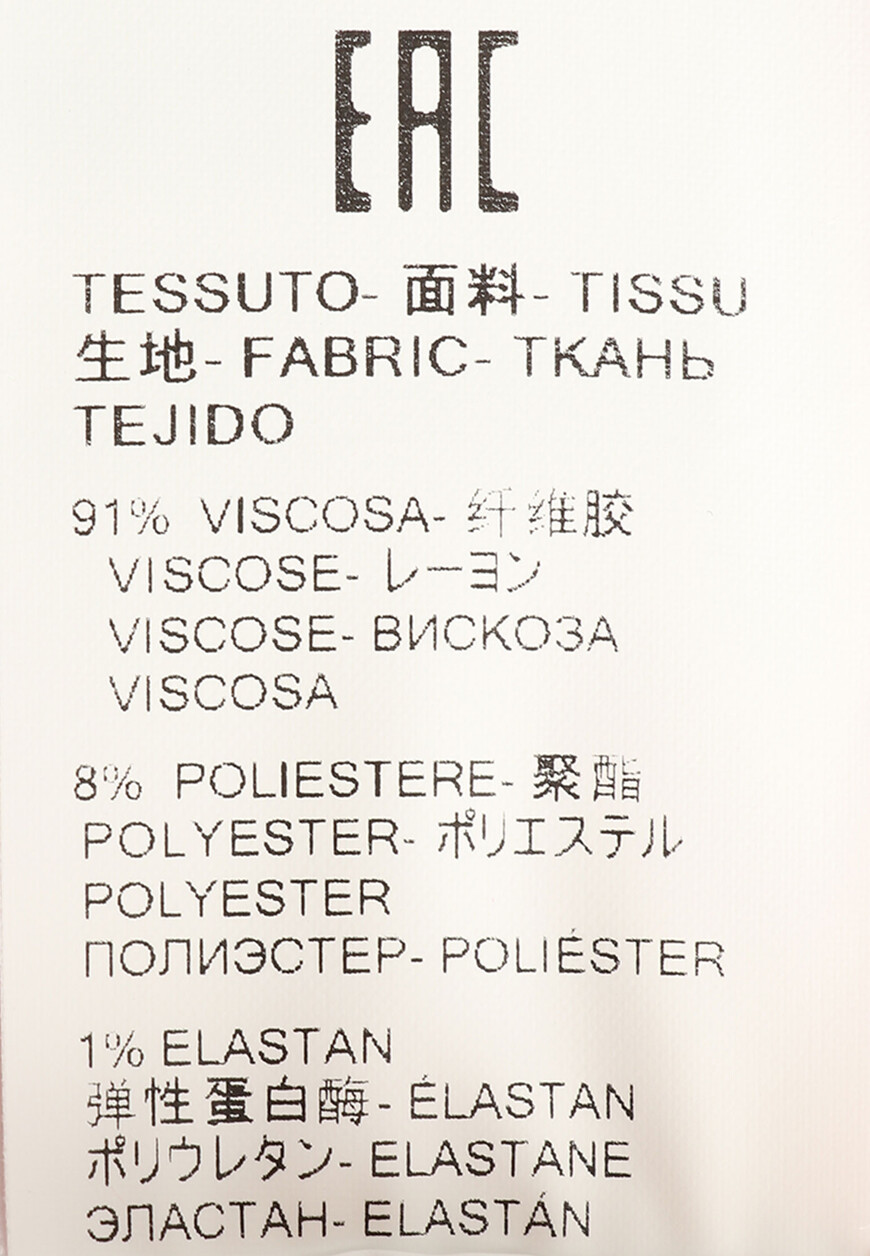 EAC
TESSUTO- 面料- TISSU
生地- FABRIC- ТКАНЬ
TEJIDO
91% VISCOSA- 纤维胶
VISCOSE- レーヨン
VISCOSE- ВИСКОЗА
VISCOSA
8% POLIESTERE- 聚酯
POLYESTER- ポリエステル
POLYESTER
ПОЛИЭСТЕР- POLIÉSTER
1% ELASTAN
弹性蛋白酶- ÉLASTAN
ポリウレタン- ELASTANE
ЭЛАСТАН- ELASTÁN